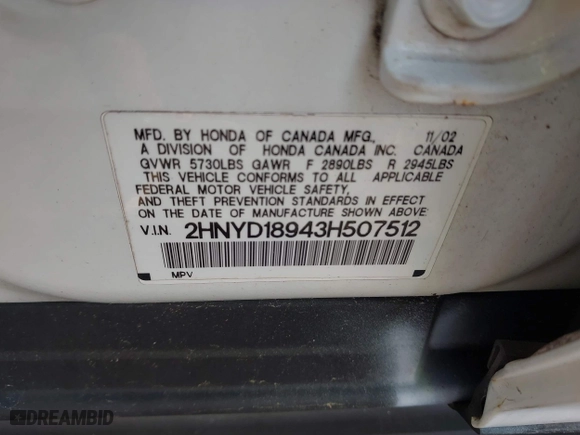 MFD. BY HONDA OF CANADA MFG., 11/02
A DIVISION OF HONDA CANADA INC. CANADA
GVWR 5730LBS GAWR F 2890LBS R 2945LBS
THIS VEHICLE CONFORMS TO ALL APPLICABLE
FEDERAL MOTOR VEHICLE SAFETY,
AND THEFT PREVENTION STANDARDS IN EFFECT
ON THE DATE OF MANUFACTURE SHOWN ABOVE.
V.I.N. 2HNYD18943H507512
MPV
DREAMBID